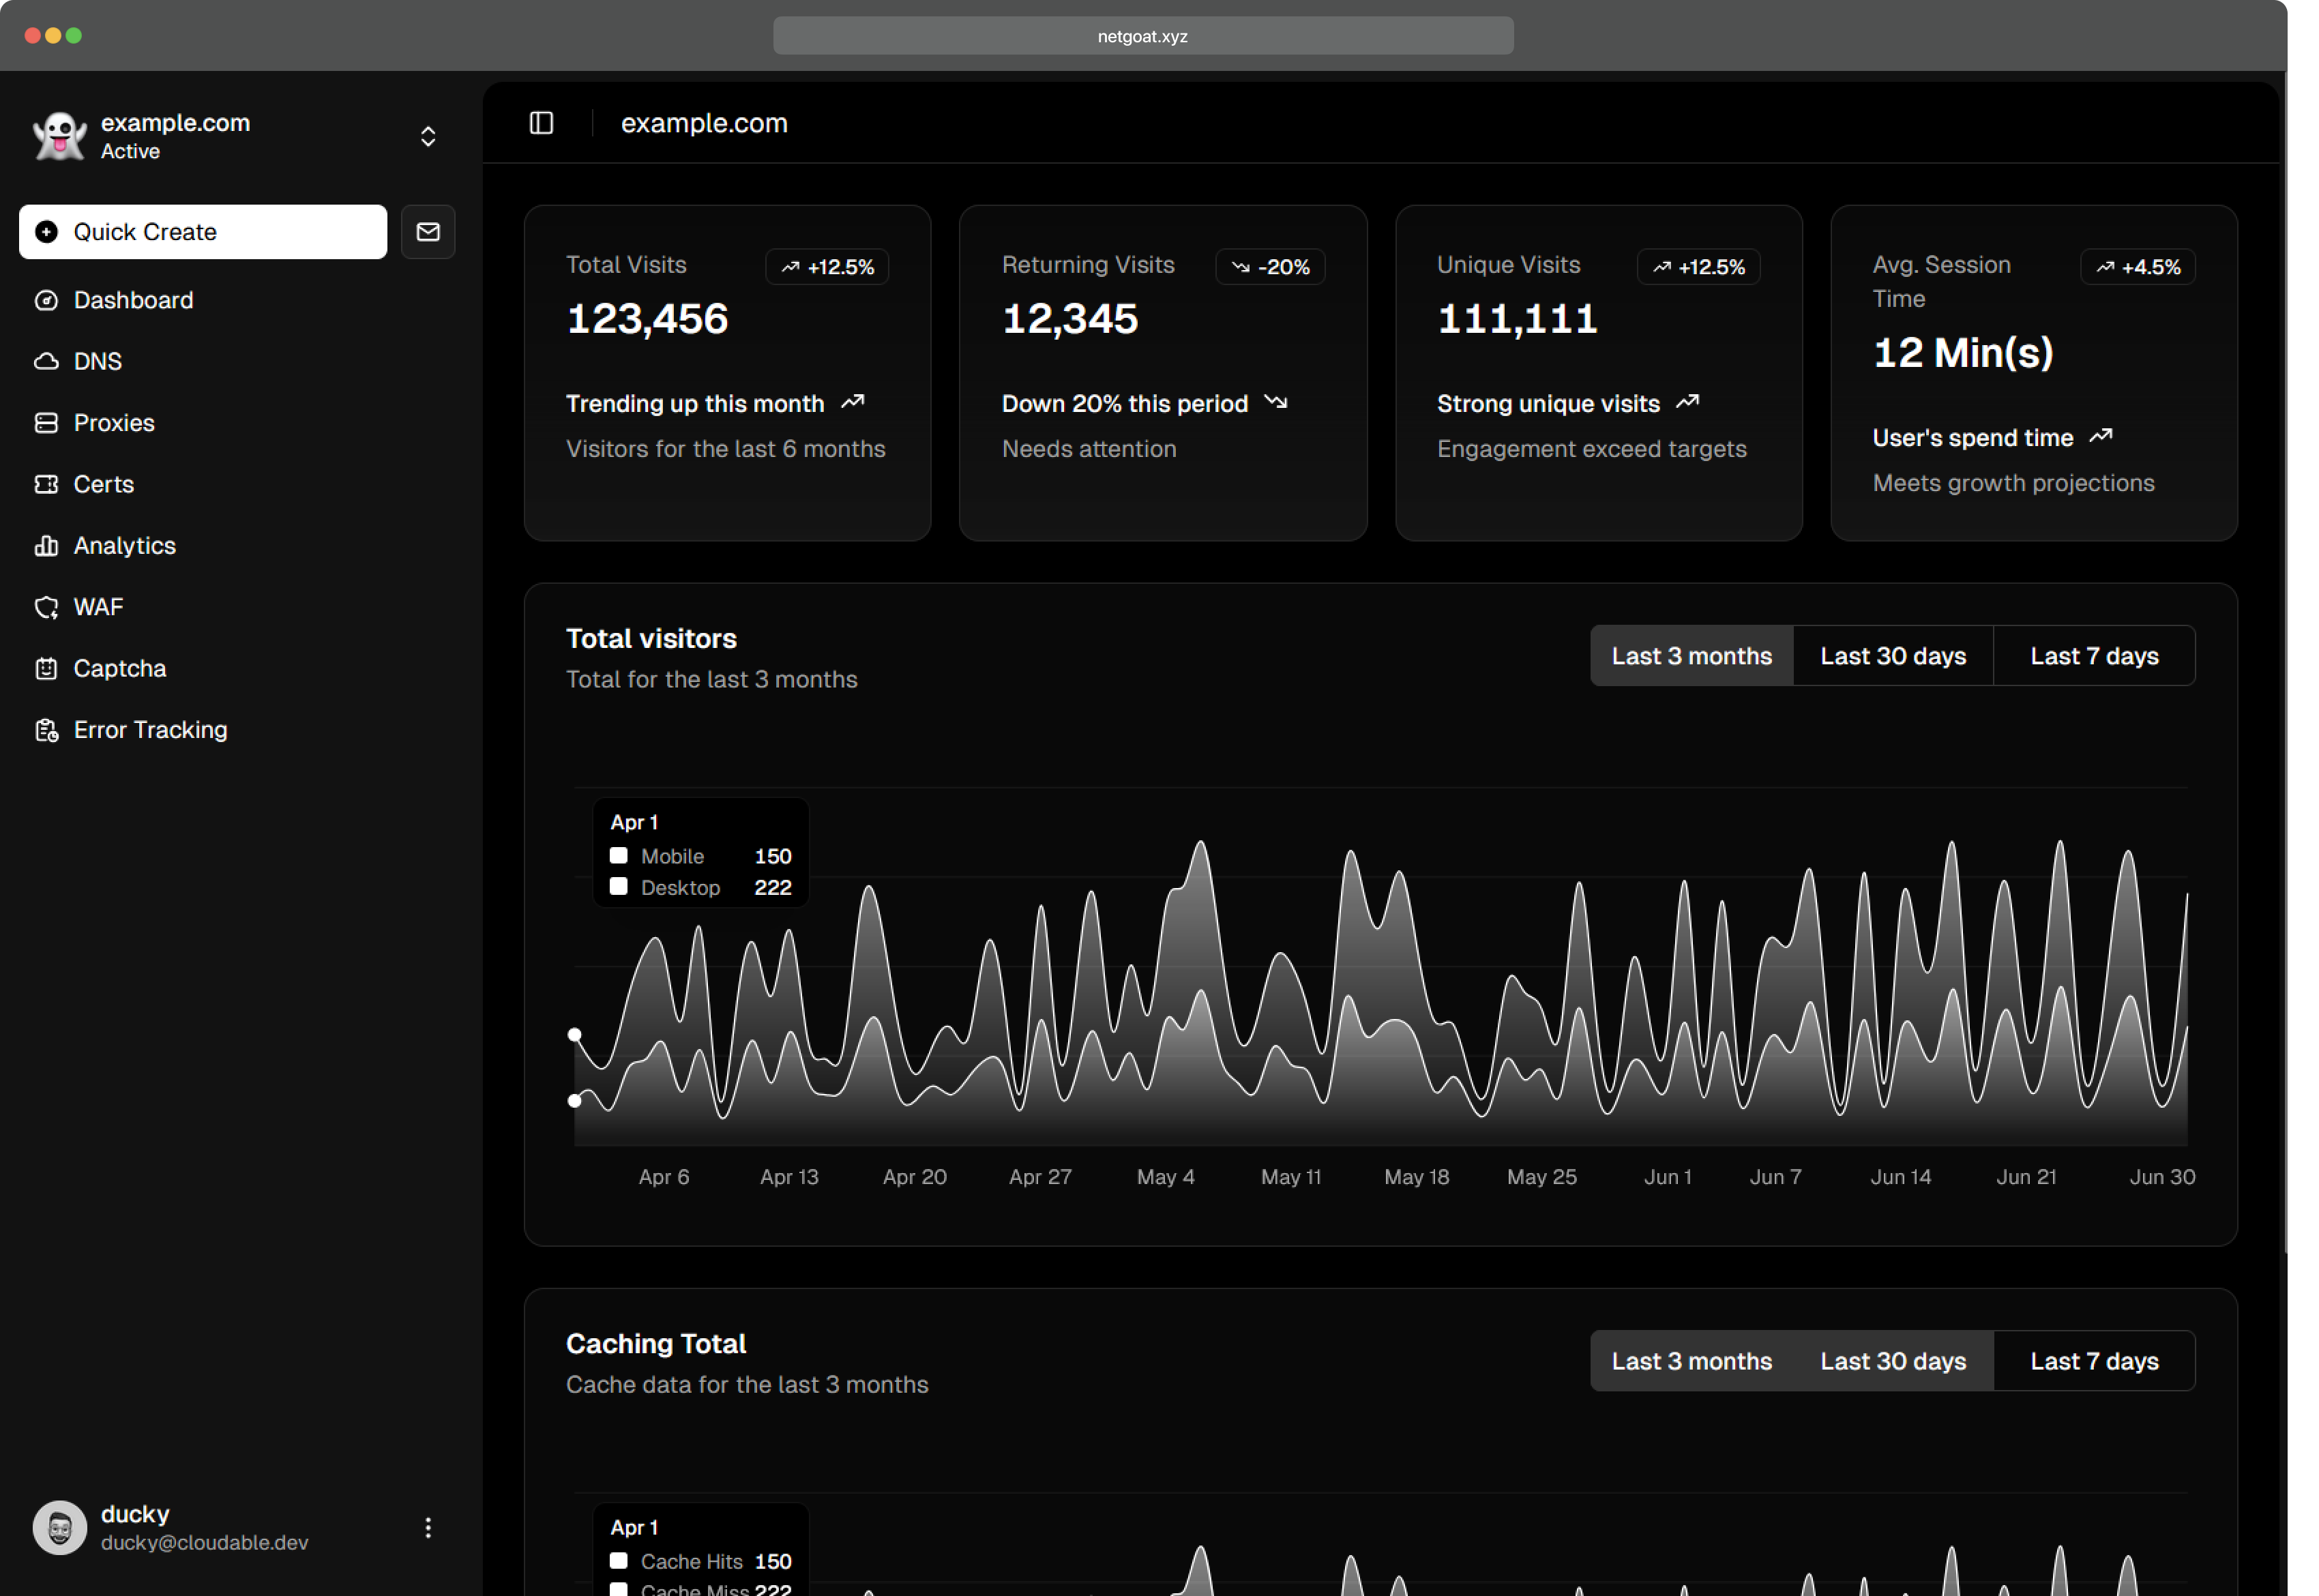 netgoat.xyz
example.com
Active
Quick Create
Dashboard
DNS
Proxies
Certs
Analytics
WAF
Captcha
Error Tracking
ducky
ducky@cloudable.dev
example.com
Total Visits
+12.5%
123,456
Trending up this month
Visitors for the last 6 months
Returning Visits
-20%
12,345
Down 20% this period
Needs attention
Unique Visits
+12.5%
111,111
Strong unique visits
Engagement exceed targets
Avg. Session
Time
+4.5%
12 Min(s)
User's spend time
Meets growth projections
Total visitors
Total for the last 3 months
Last 3 months
Last 30 days
Last 7 days
Apr 1
Mobile 150
Desktop 222
Apr 6
Apr 13
Apr 20
Apr 27
May 4
May 11
May 18
May 25
Jun 1
Jun 7
Jun 14
Jun 21
Jun 30
Caching Total
Cache data for the last 3 months
Last 3 months
Last 30 days
Last 7 days
Apr 1
Cache Hits 150
Cache Miss 222